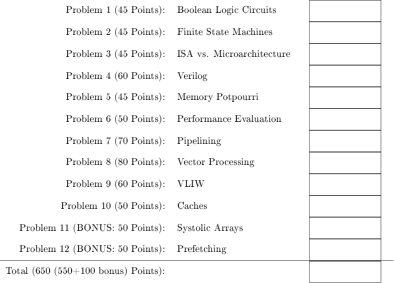 Problem 1 (45 Points): Boolean Logic Circuits
Problem 2 (45 Points): Finite State Machines
Problem 3 (45 Points): ISA vs. Microarchitecture
Problem 4 (60 Points): Verilog
Problem 5 (45 Points): Memory Potpourri
Problem 6 (50 Points): Performance Evaluation
Problem 7 (70 Points): Pipelining
Problem 8 (80 Points): Vector Processing
Problem 9 (60 Points): VLIW
Problem 10 (50 Points): Caches
Problem 11 (BONUS: 50 Points): Systolic Arrays
Problem 12 (BONUS: 50 Points): Prefetching
Total (650 (550+100 bonus) Points):